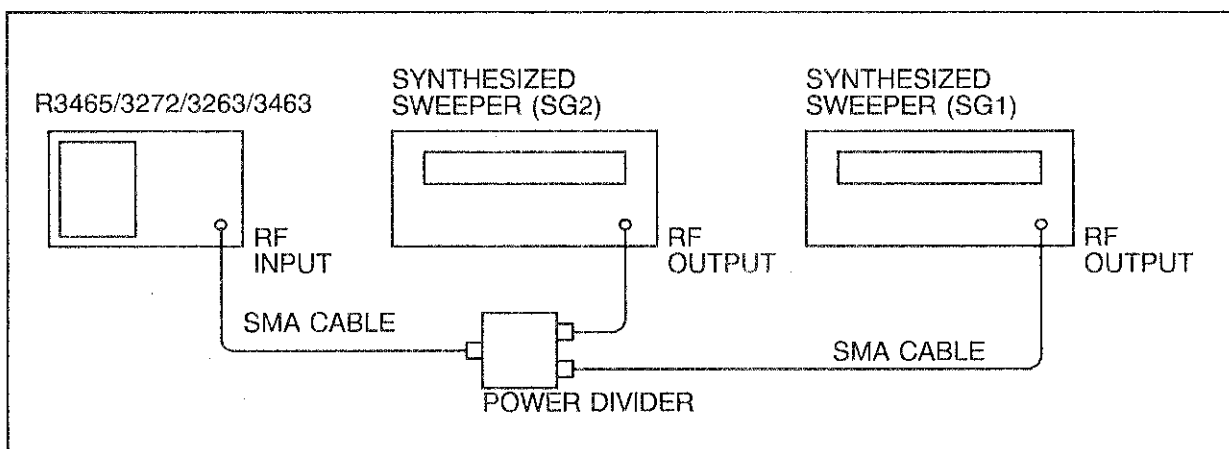 R3465/3272/3263/3463
SYNTHESIZED
SWEEPER (SG2)
SYNTHESIZED
SWEEPER (SG1)
RF
INPUT
RF
OUTPUT
RF
OUTPUT
SMA CABLE
SMA CABLE
POWER DIVIDER